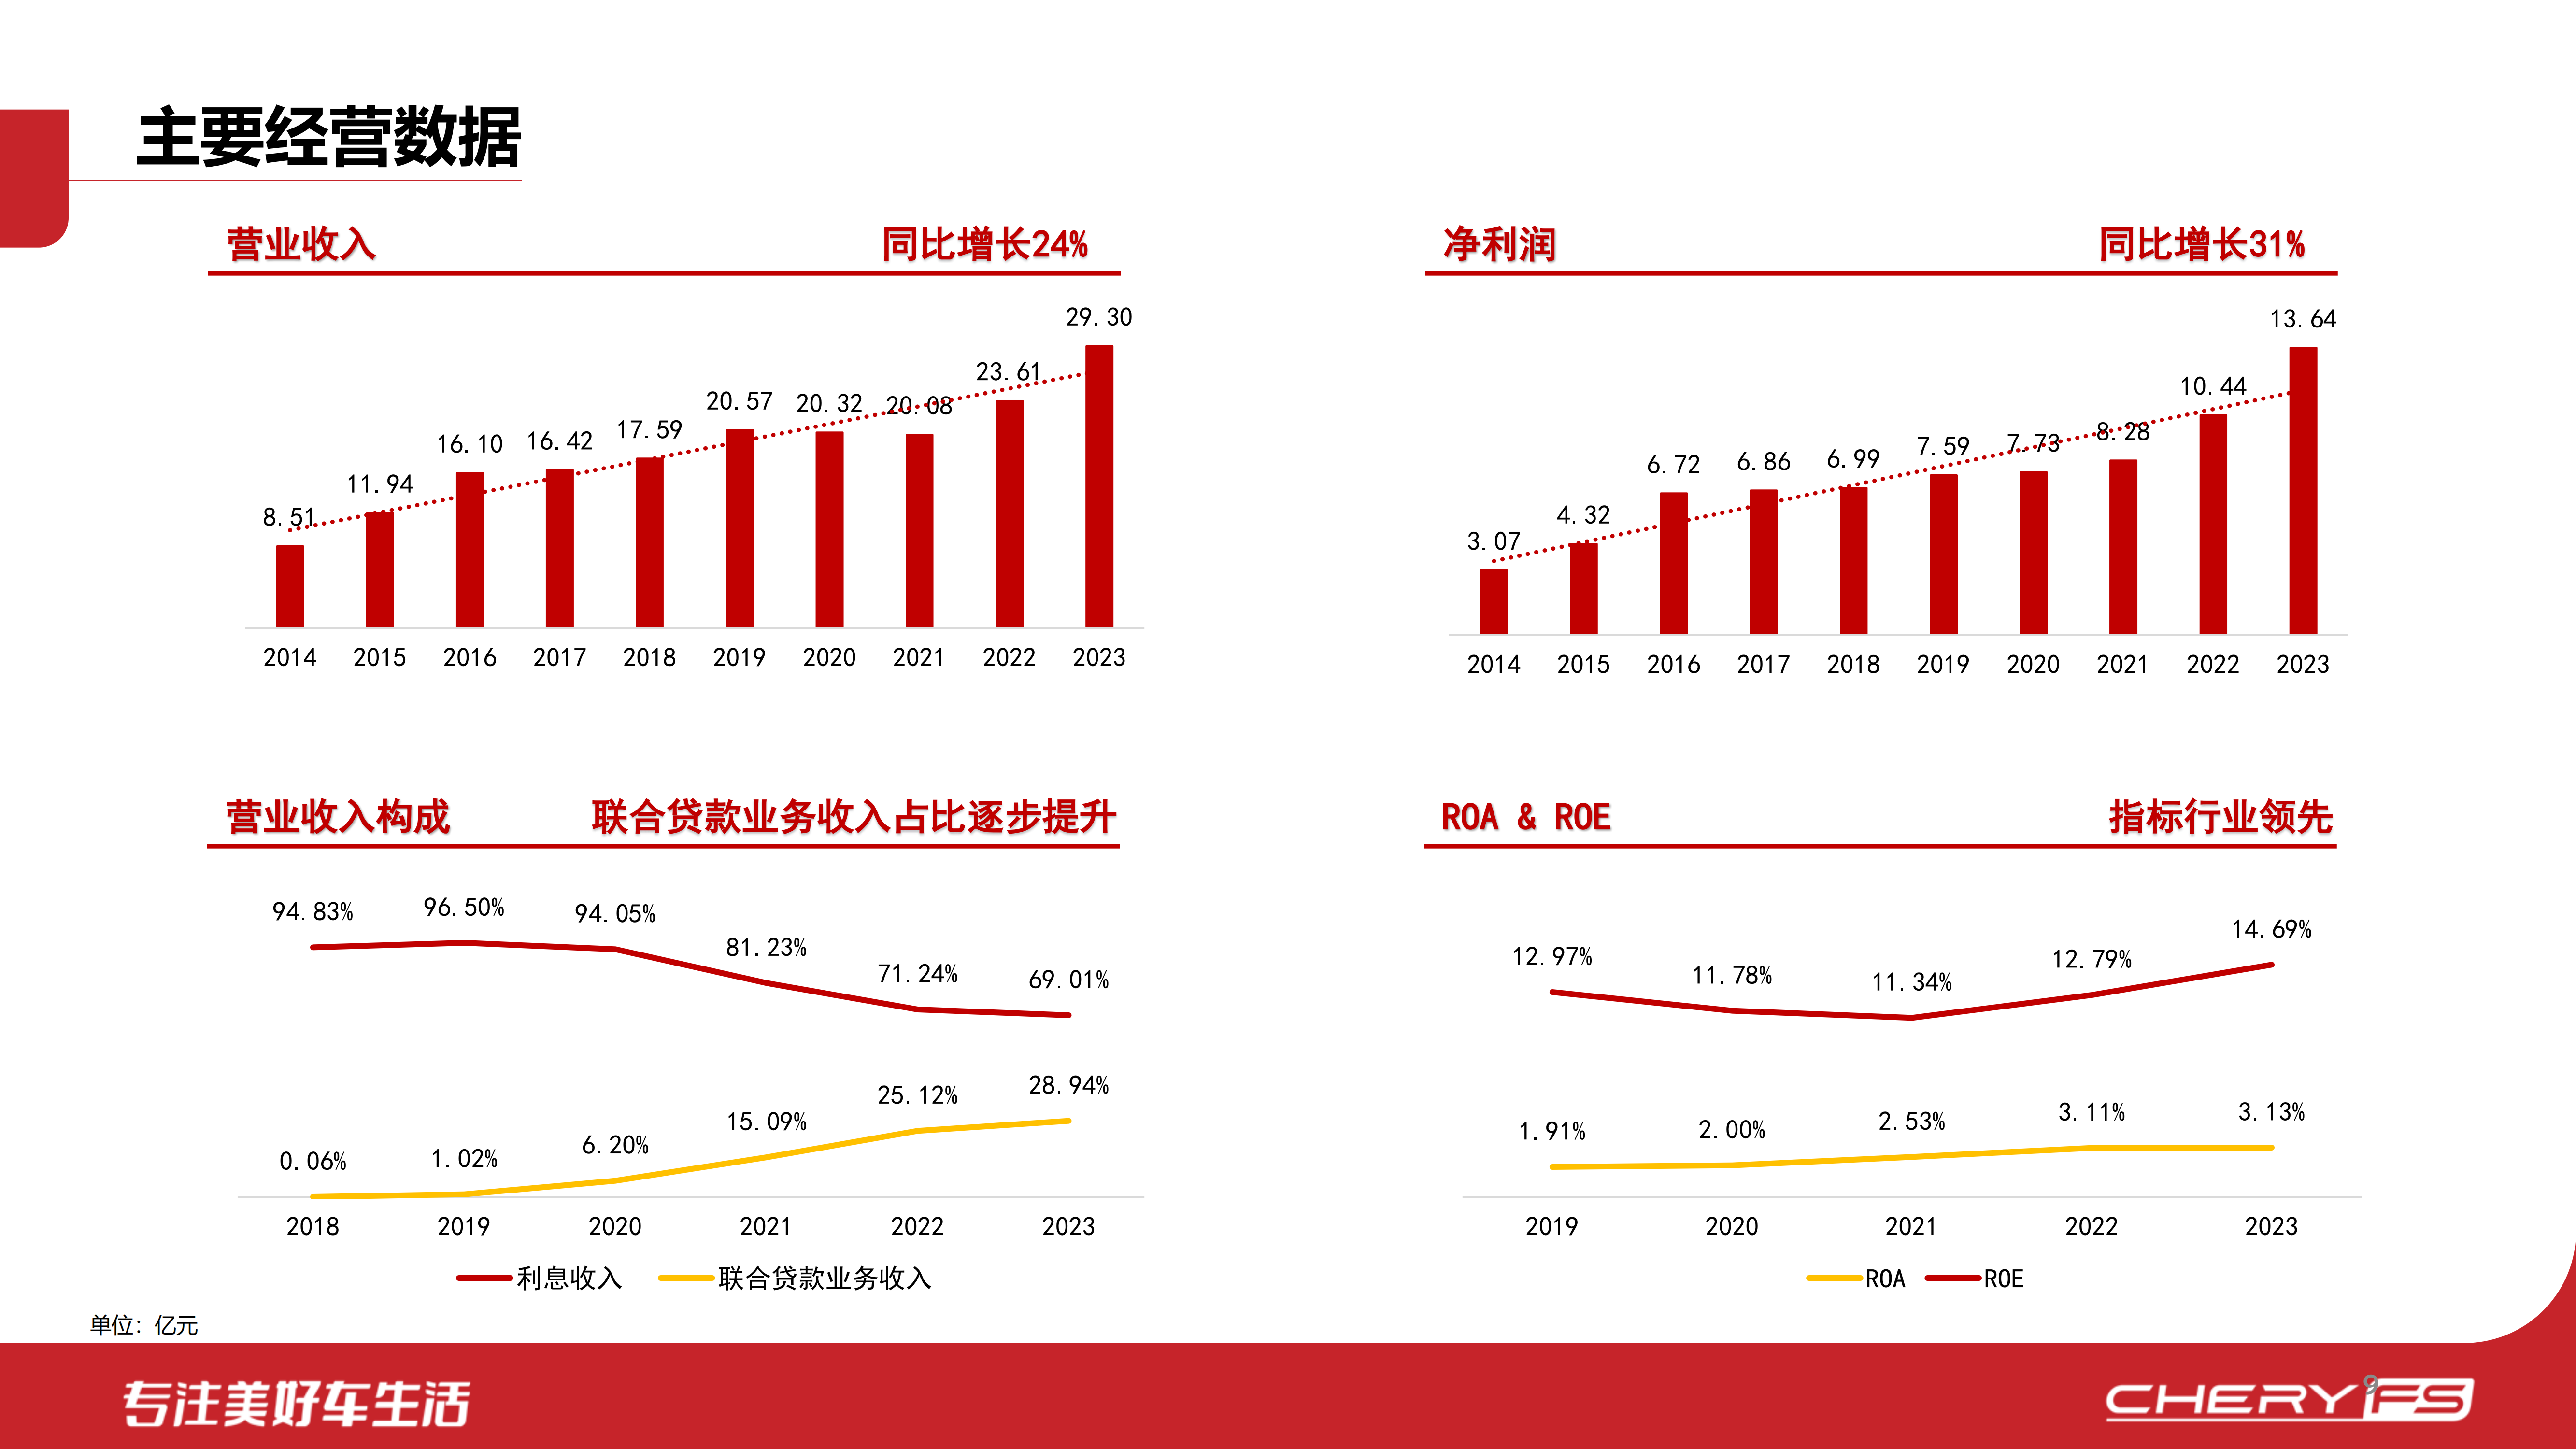 主要经营数据
营业收入 同比增长24%
29.30
23.61
20.57 20.32 20.08
17.59
16.10 16.42
11.94
8.51
2014 2015 2016 2017 2018 2019 2020 2021 2022 2023
净利润 同比增长31%
13.64
10.44
8.28
7.73
7.59
6.72 6.86 6.99
4.32
3.07
2014 2015 2016 2017 2018 2019 2020 2021 2022 2023
营业收入构成 联合贷款业务收入占比逐步提升
94.83% 96.50% 94.05% 81.23% 71.24% 69.01%
0.06% 1.02% 6.20% 15.09% 25.12% 28.94%
2018 2019 2020 2021 2022 2023
利息收入 联合贷款业务收入
ROA & ROE 指标行业领先
12.97% 11.78% 11.34% 12.79% 14.69%
1.91% 2.00% 2.53% 3.11% 3.13%
2019 2020 2021 2022 2023
ROA ROE
单位：亿元
专注美好车生活
CHERY FS
9